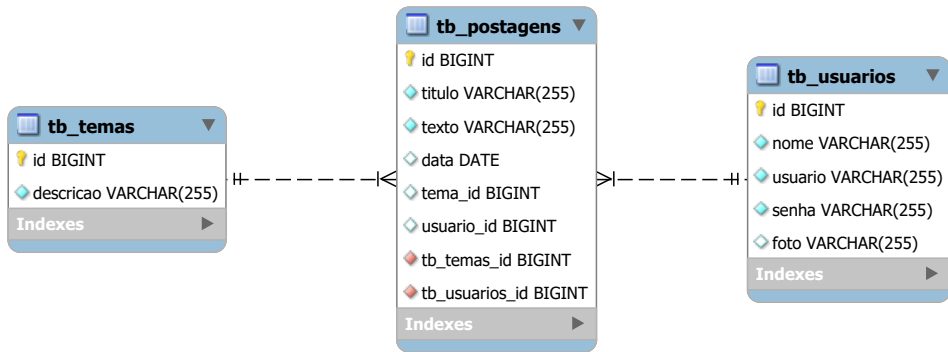 tb_temas
id BIGINT
descricao VARCHAR(255)
Indexes
tb_postagens
id BIGINT
titulo VARCHAR(255)
texto VARCHAR(255)
data DATE
tema_id BIGINT
usuario_id BIGINT
tb_temas_id BIGINT
tb_usuarios_id BIGINT
Indexes
tb_usuarios
id BIGINT
nome VARCHAR(255)
usuario VARCHAR(255)
senha VARCHAR(255)
foto VARCHAR(255)
Indexes